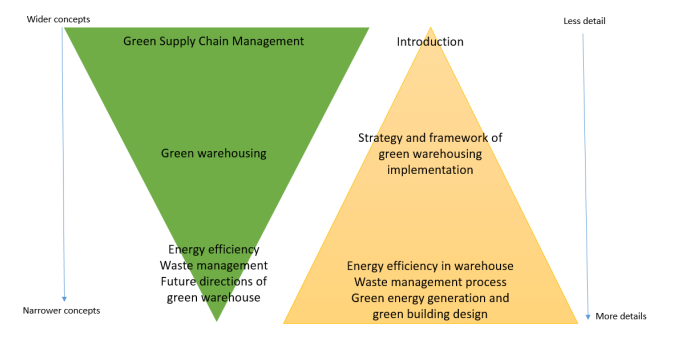 Wider concepts
Less detail
Green Supply Chain Management
Introduction
Green warehousing
Strategy and framework of
green warehousing
implementation
Energy efficiency
Waste management
Future directions of
green warehouse
Energy efficiency in warehouse
Waste management process
Green energy generation and
green building design
Narrower concepts
More details